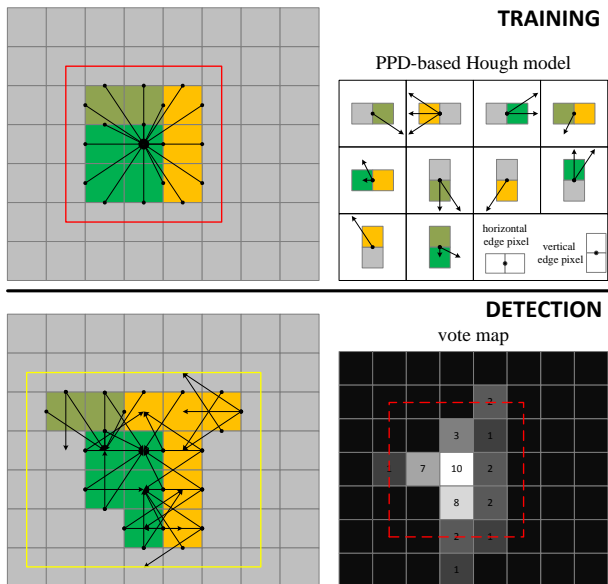 TRAINING
PPD-based Hough model
horizontal
edge pixel
vertical
edge pixel
DETECTION
vote map
2
3 1
7 10 2
8 2
2 1
1